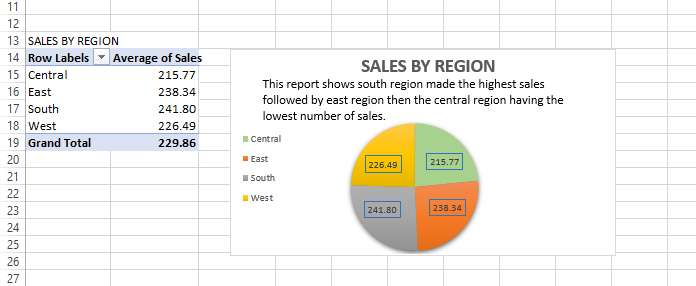 11
12
13 SALES BY REGION
14 Row Labels Average of Sales
15 Central 215.77
16 East 238.34
17 South 241.80
18 West 226.49
19 Grand Total 229.86
20
21
22
23
24
25
26
27
SALES BY REGION
This report shows south region made the highest sales
followed by east region then the central region having the
lowest number of sales.
Central
East
South
West
226.49 215.77
241.80 238.34